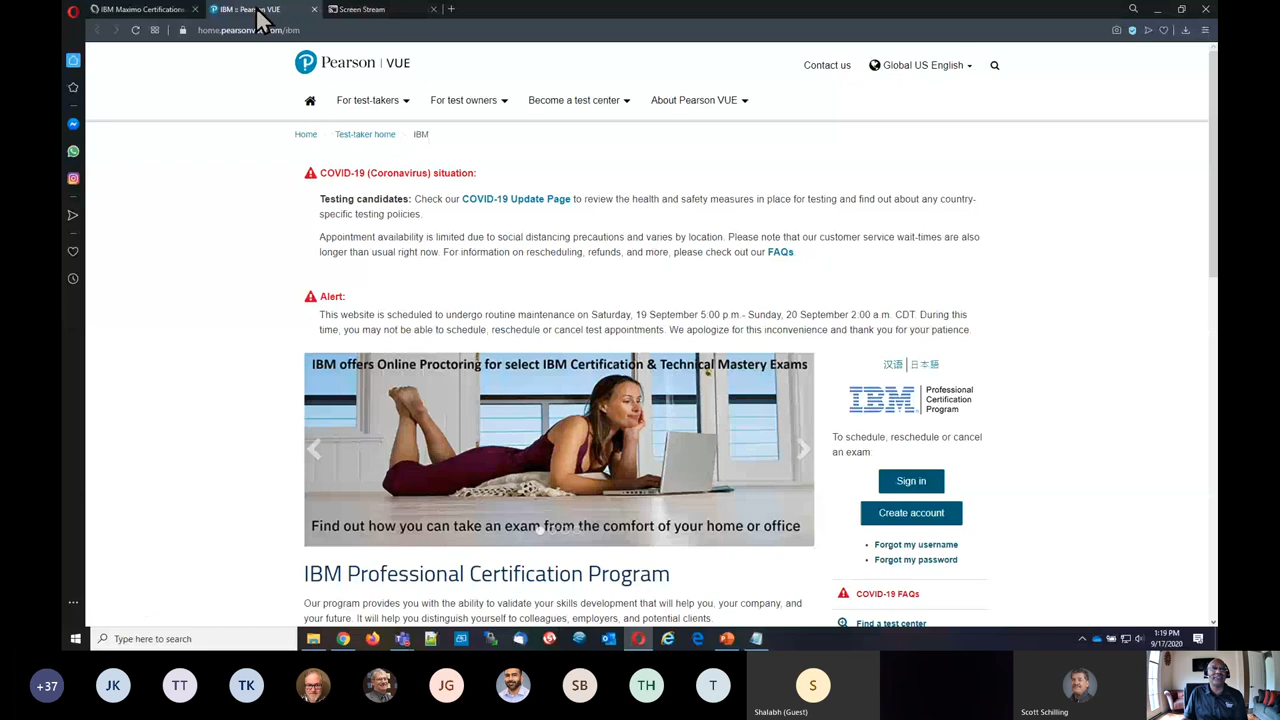 IBM Maximo Certification
IBM :: Pearson VUE
Screen Stream
home.pearsonvue.com/ibm
Pearson | VUE
Contact us
Global US English
For test-takers
For test owners
Become a test center
About Pearson VUE
Home
Test-taker home
IBM
COVID-19 (Coronavirus) situation:
Testing candidates: Check our COVID-19 Update Page to review the health and safety measures in place for testing and find out about any country-
specific testing policies.
Appointment availability is limited due to social distancing precautions and varies by location. Please note that our customer service wait-times are also
longer than usual right now. For information on rescheduling, refunds, and more, please check out our FAQs.
Alert:
This website is scheduled to undergo routine maintenance on Saturday, 19 September 5:00 p.m.- Sunday, 20 September 2:00 a.m. CDT. During this
time, you may not be able to schedule, reschedule or cancel test appointments. We apologize for this inconvenience and thank you for your patience.
IBM offers Online Proctoring for select IBM Certification & Technical Mastery Exams
Find out how you can take an exam from the comfort of your home or office
汉语 | 日本語
IBM
Professional
Certification
Program
To schedule, reschedule or cancel
an exam:
Sign in
Create account
Forgot my username
Forgot my password
COVID-19 FAQs
Find a test center
IBM Professional Certification Program
Our program provides you with the ability to validate your skills development that will help you, your company, and
your future. It will help you distinguish yourself to colleagues, employers, and potential clients.
Type here to search
1:19 PM
9/17/2020
+37
JK
TT
TK
JG
SB
TH
T
S
Shalabh (Guest)
Scott Schilling